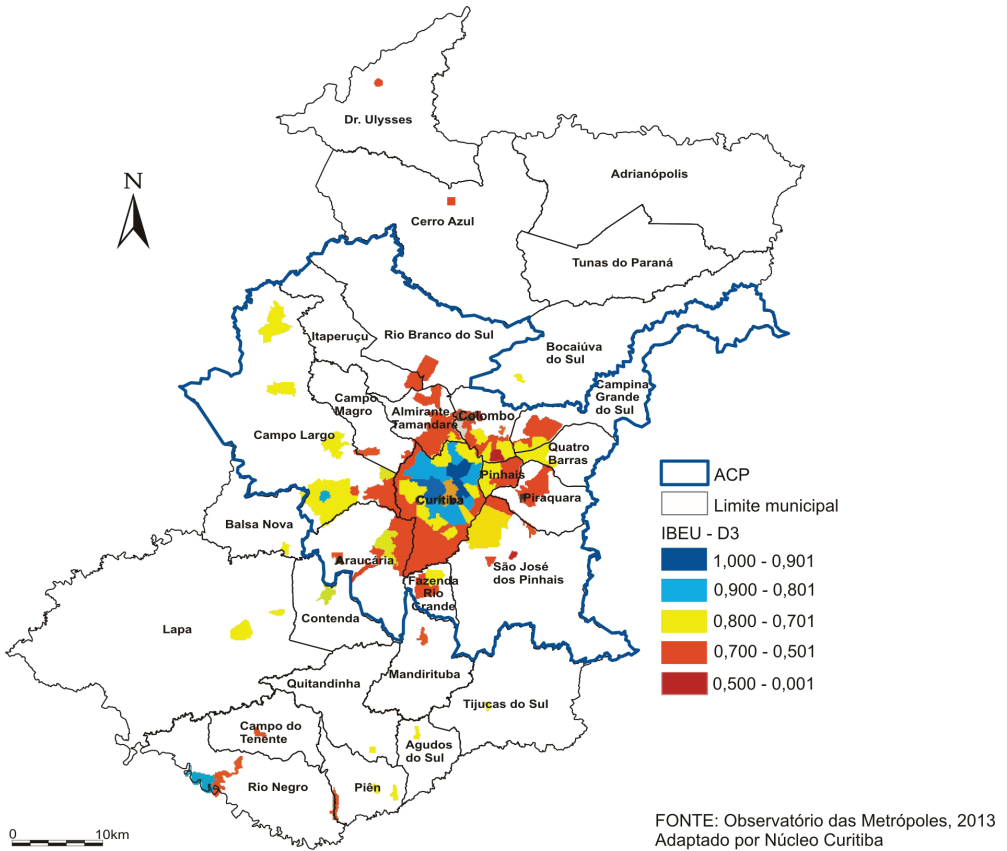 Dr. Ulysses
Adrianópolis
N
Cerro Azul
Tunas do Paraná
Itaperuçu
Rio Branco do Sul
Bocaiúva
do Sul
Campina
Grande
do Sul
Campo
Magro
Almirante
Tamandaré
Colombo
Campo Largo
Quatro
Barras
Pinhais
Curitiba
Piraquara
Balsa Nova
Araucária
São José
dos Pinhais
Fazenda
Rio
Grande
Contenda
Lapa
Mandirituba
Quitandinha
Tijucas do Sul
Campo do
Tenente
Agudos
do Sul
Rio Negro
Piên
ACP
Limite municipal
IBEU - D3
1,000 - 0,901
0,900 - 0,801
0,800 - 0,701
0,700 - 0,501
0,500 - 0,001
0 10km
FONTE: Observatório das Metrópoles, 2013
Adaptado por Núcleo Curitiba